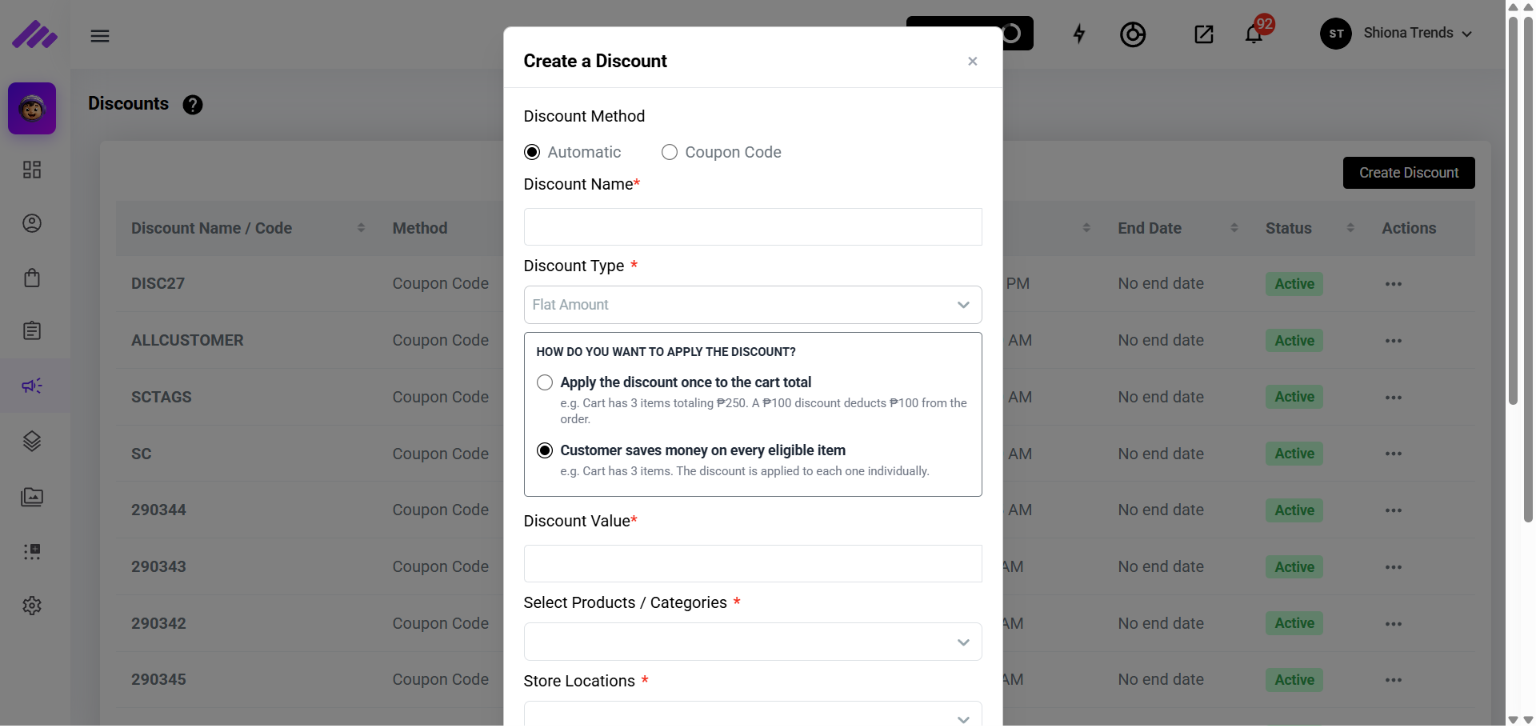 92
ST
Shiona Trends
Create a Discount
×
Discounts
?
Discount Method
Automatic
Coupon Code
Create Discount
Discount Name*
Discount Name / Code
Method
End Date
Status
Actions
Discount Type *
DISC27
Coupon Code
PM
No end date
Active
Flat Amount
ALLCUSTOMER
Coupon Code
AM
No end date
Active
HOW DO YOU WANT TO APPLY THE DISCOUNT?
Apply the discount once to the cart total
e.g. Cart has 3 items totaling ₱250. A ₱100 discount deducts ₱100 from the
order.
SCTAGS
Coupon Code
AM
No end date
Active
Customer saves money on every eligible item
e.g. Cart has 3 items. The discount is applied to each one individually.
SC
Coupon Code
AM
No end date
Active
290344
Coupon Code
AM
No end date
Active
Discount Value*
290343
Coupon Code
AM
No end date
Active
Select Products / Categories *
290342
Coupon Code
AM
No end date
Active
Store Locations *
290345
Coupon Code
AM
No end date
Active